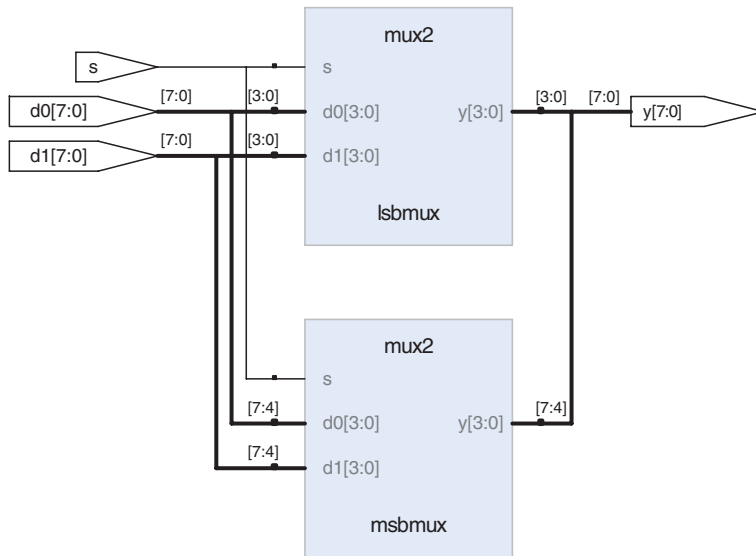 mux2
s
s
[7:0]
[3:0]
[3:0]
[7:0]
d0[7:0]
d0[3:0]
y[3:0]
y[7:0]
[7:0]
[3:0]
d1[7:0]
d1[3:0]
lsbmux
mux2
s
[7:4]
[7:4]
d0[3:0]
y[3:0]
[7:4]
d1[3:0]
msbmux